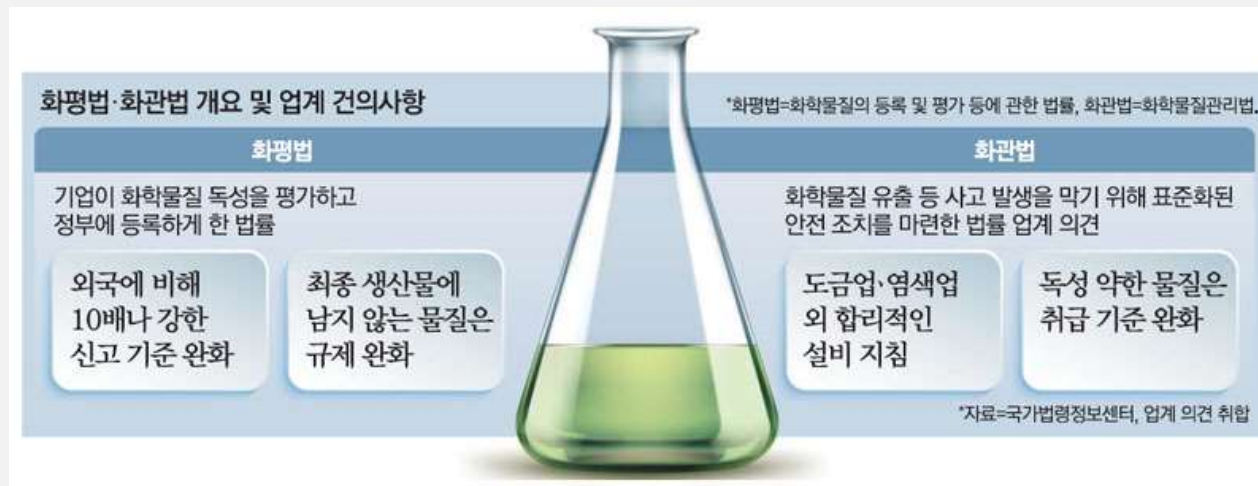 화평법·화관법 개요 및 업계 건의사항
*화평법=화학물질의 등록 및 평가 등에 관한 법률, 화관법=화학물질관리법.
화평법
기업이 화학물질 독성을 평가하고
정부에 등록하게 한 법률
외국에 비해
10배나 강한
신고 기준 완화
최종 생산물에
남지 않는 물질은
규제 완화
화관법
화학물질 유출 등 사고 발생을 막기 위해 표준화된
안전 조치를 마련한 법률 업계 의견
도금업·염색업
외 합리적인
설비 지침
독성 약한 물질은
취급 기준 완화
*자료=국가법령정보센터, 업계 의견 취합